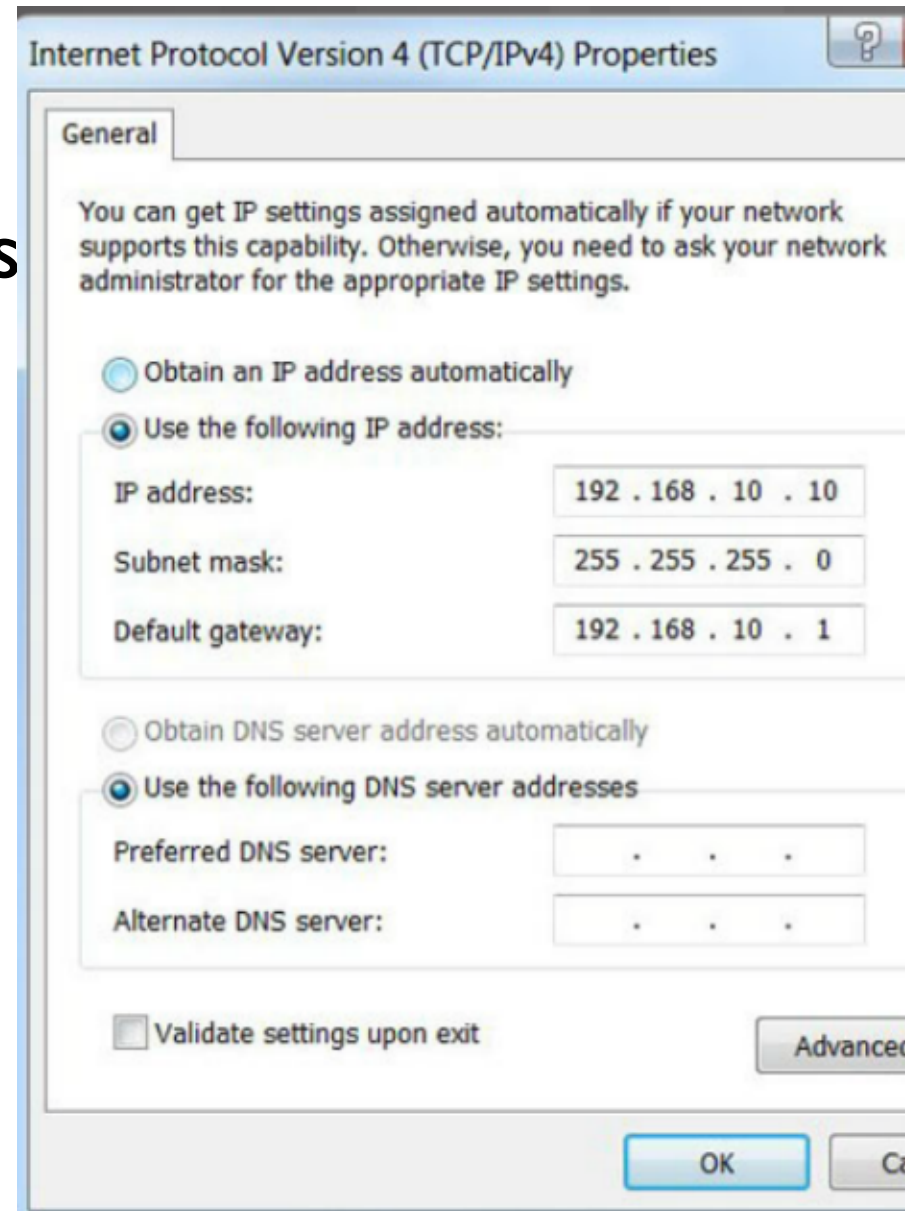 Internet Protocol Version 4 (TCP/IPv4) Properties
?
General
You can get IP settings assigned automatically if your network
s
supports this capability. Otherwise, you need to ask your network
administrator for the appropriate IP settings.
Obtain an IP address automatically
Use the following IP address:
IP address: 192 . 168 . 10 . 10
Subnet mask: 255 . 255 . 255 . 0
Default gateway: 192 . 168 . 10 . 1
Obtain DNS server address automatically
Use the following DNS server addresses
Preferred DNS server: . . .
Alternate DNS server: . . .
Validate settings upon exit
Advanced
OK
Ca